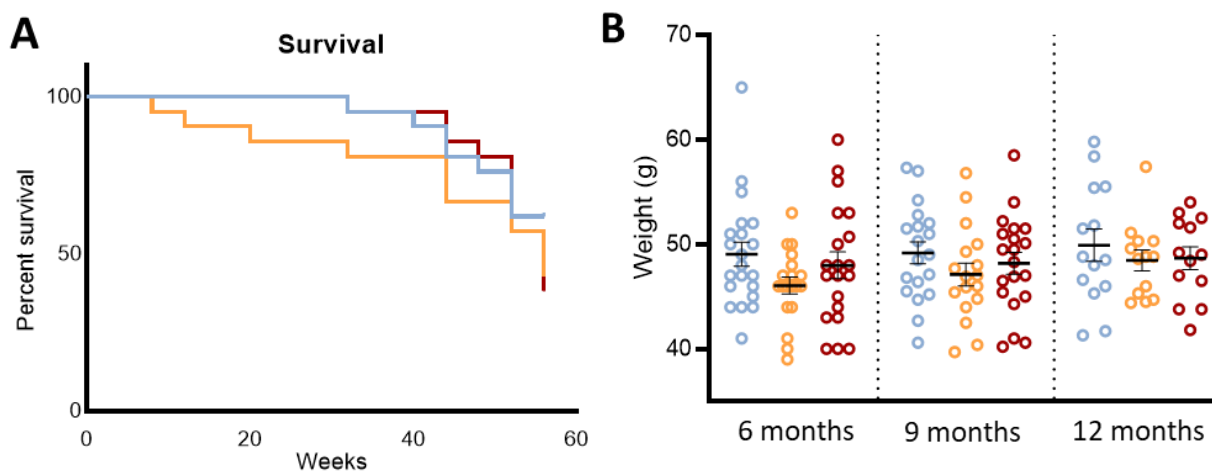 A
Survival
100
50
0
Percent survival
0 20 40 60
Weeks
B
70
60
50
40
Weight (g)
6 months 9 months 12 months